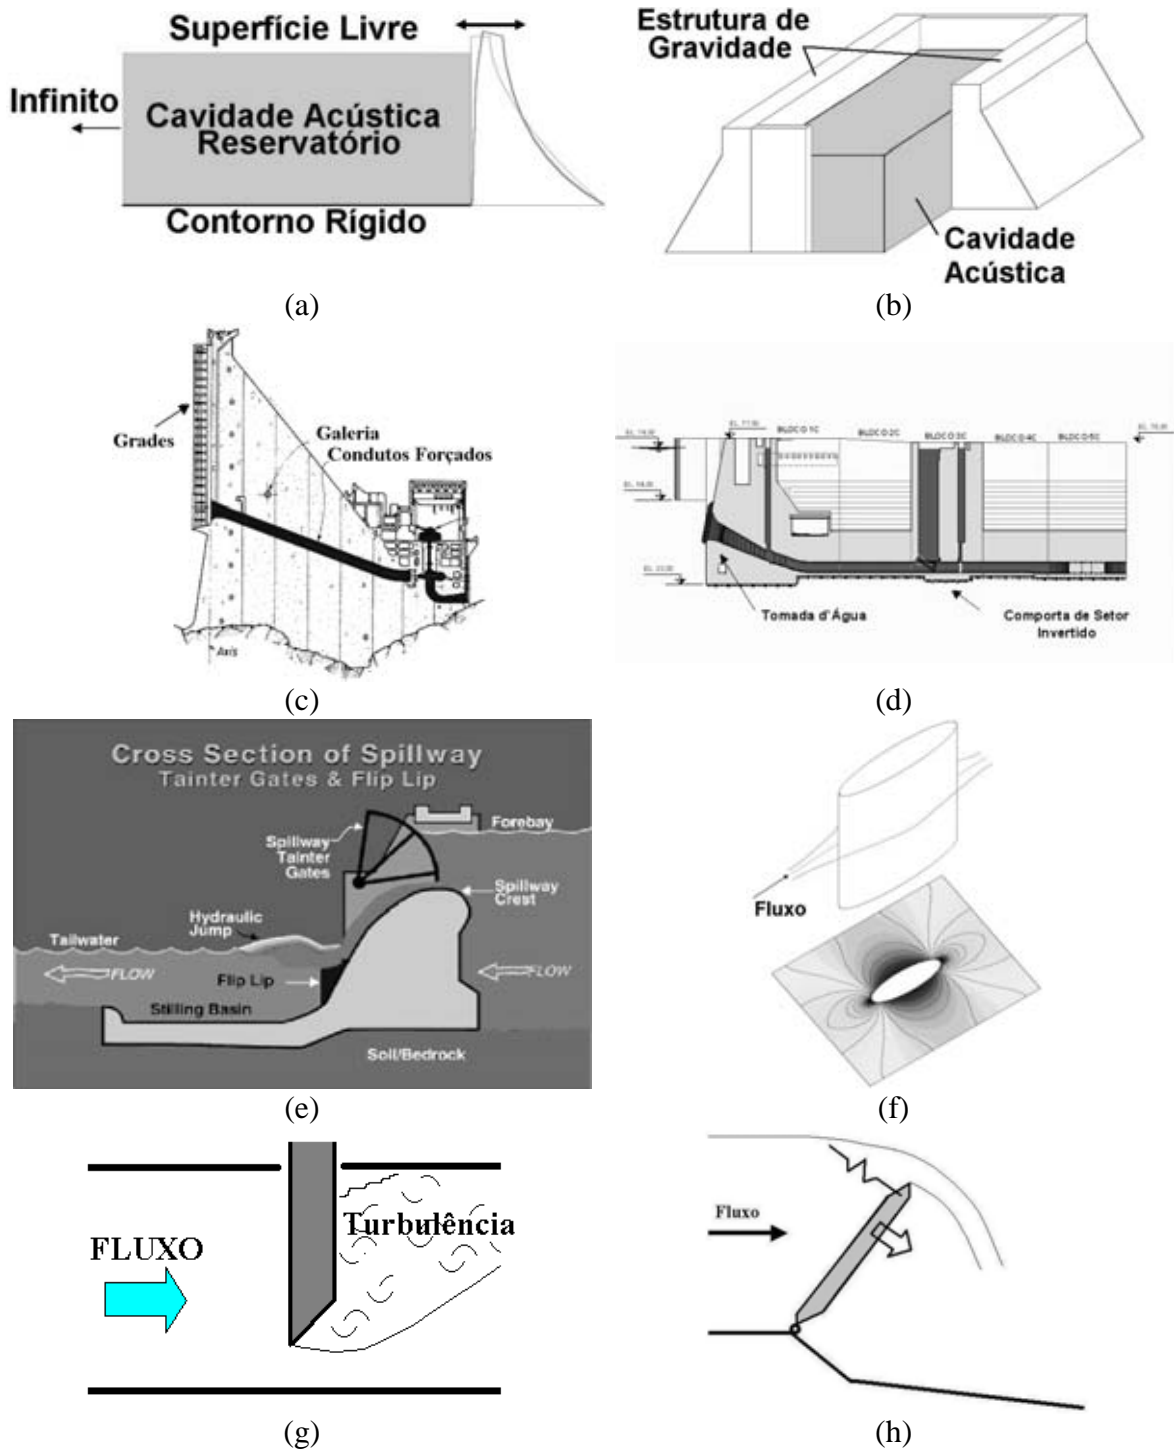 Superfície Livre
Infinito
Cavidade Acústica
Reservatório
Contorno Rígido
(a)
Estrutura de
Gravidade
Cavidade
Acústica
(b)
Grades
Galeria
Condutos Forçados
Axis
(c)
BLOCO 1C
BLOCO 2C
BLOCO 3C
BLOCO 4C
BLOCO 5C
Tomada d'Água
Comporta de Setor
Invertido
(d)
Cross Section of Spillway
Tainter Gates & Flip Lip
Forebay
Spillway
Tainter
Gates
Spillway
Crest
Hydraulic
Jump
Tailwater
FLOW
Flip Lip
FLOW
Stilling Basin
Soil/Bedrock
(e)
Fluxo
(f)
FLUXO
Turbulência
(g)
Fluxo
(h)